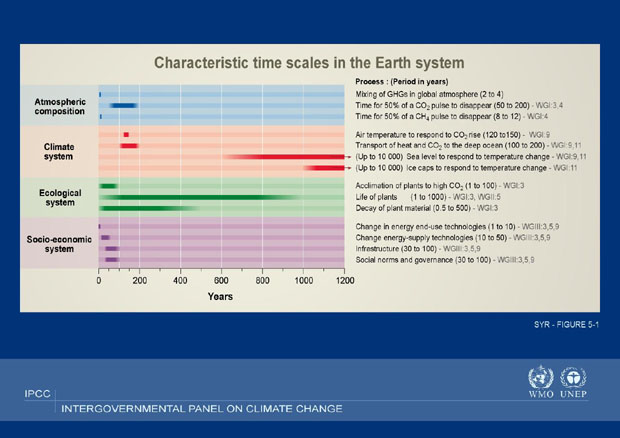 Characteristic time scales in the Earth system
Process : (Period in years)
Atmospheric
composition
Mixing of GHGs in global atmosphere (2 to 4)
Time for 50% of a CO2 pulse to disappear (50 to 200) - WGI:3,4
Time for 50% of a CH4 pulse to disappear (8 to 12) - WGI:4
Climate
system
Air temperature to respond to CO2 rise (120 to150) - WGI:9
Transport of heat and CO2 to the deep ocean (100 to 200) - WGI:9,11
(Up to 10 000) Sea level to respond to temperature change - WGI:9,11
(Up to 10 000) Ice caps to respond to temperature change - WGI:11
Ecological
system
Acclimation of plants to high CO2 (1 to 100) - WGI:3
Life of plants (1 to 1000) - WGI:3, WGII:5
Decay of plant material (0.5 to 500) - WGI:3
Socio-economic
system
Change in energy end-use technologies (1 to 10) - WGIII:3,5,9
Change energy-supply technologies (10 to 50) - WGIII:3,5,9
Infrastructure (30 to 100) - WGIII:3,5,9
Social norms and governance (30 to 100) - WGIII:3,5,9
0 200 400 600 800 1000 1200
Years
SYR - FIGURE 5-1
WMO UNEP
IPCC
INTERGOVERNMENTAL PANEL ON CLIMATE CHANGE